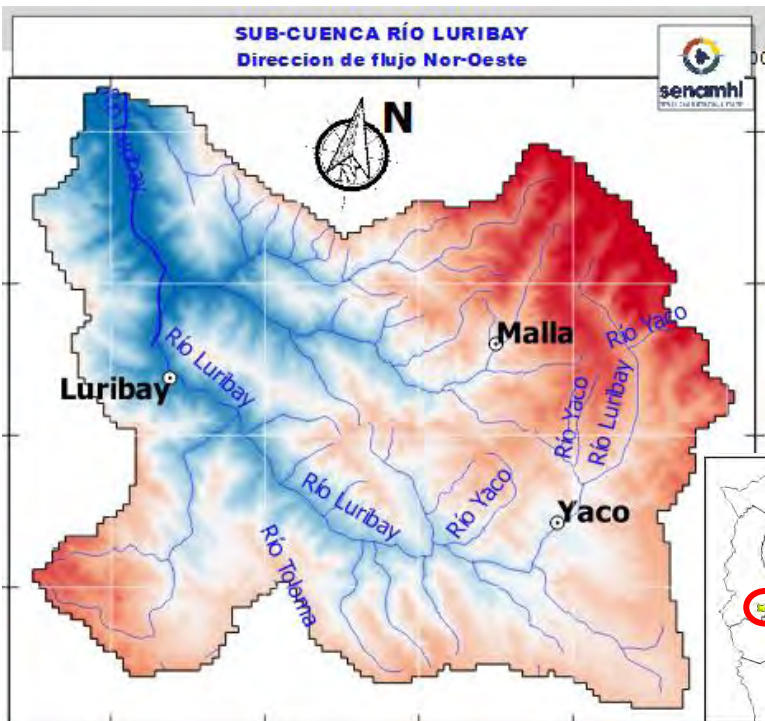 SUB-CUENCA RÍO LURIBAY
Direccion de flujo Nor-Oeste
senamhi
N
Luribay
Malla
Río Yaco
Río Luribay
Luribay
Río Yaco
Río Luribay
Río Luribay
Río Yaco
Yaco
Río Toloma